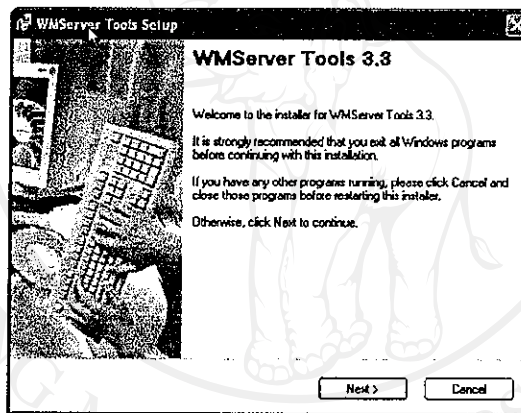 WMServer Tools Setup
WMServer Tools 3.3
Welcome to the installer for WMServer Tools 3.3.
It is strongly recommended that you exit all Windows programs
before continuing with this installation.
If you have any other programs running, please click Cancel and
close those programs before restarting this installer.
Otherwise, click Next to continue.
Next >
Cancel